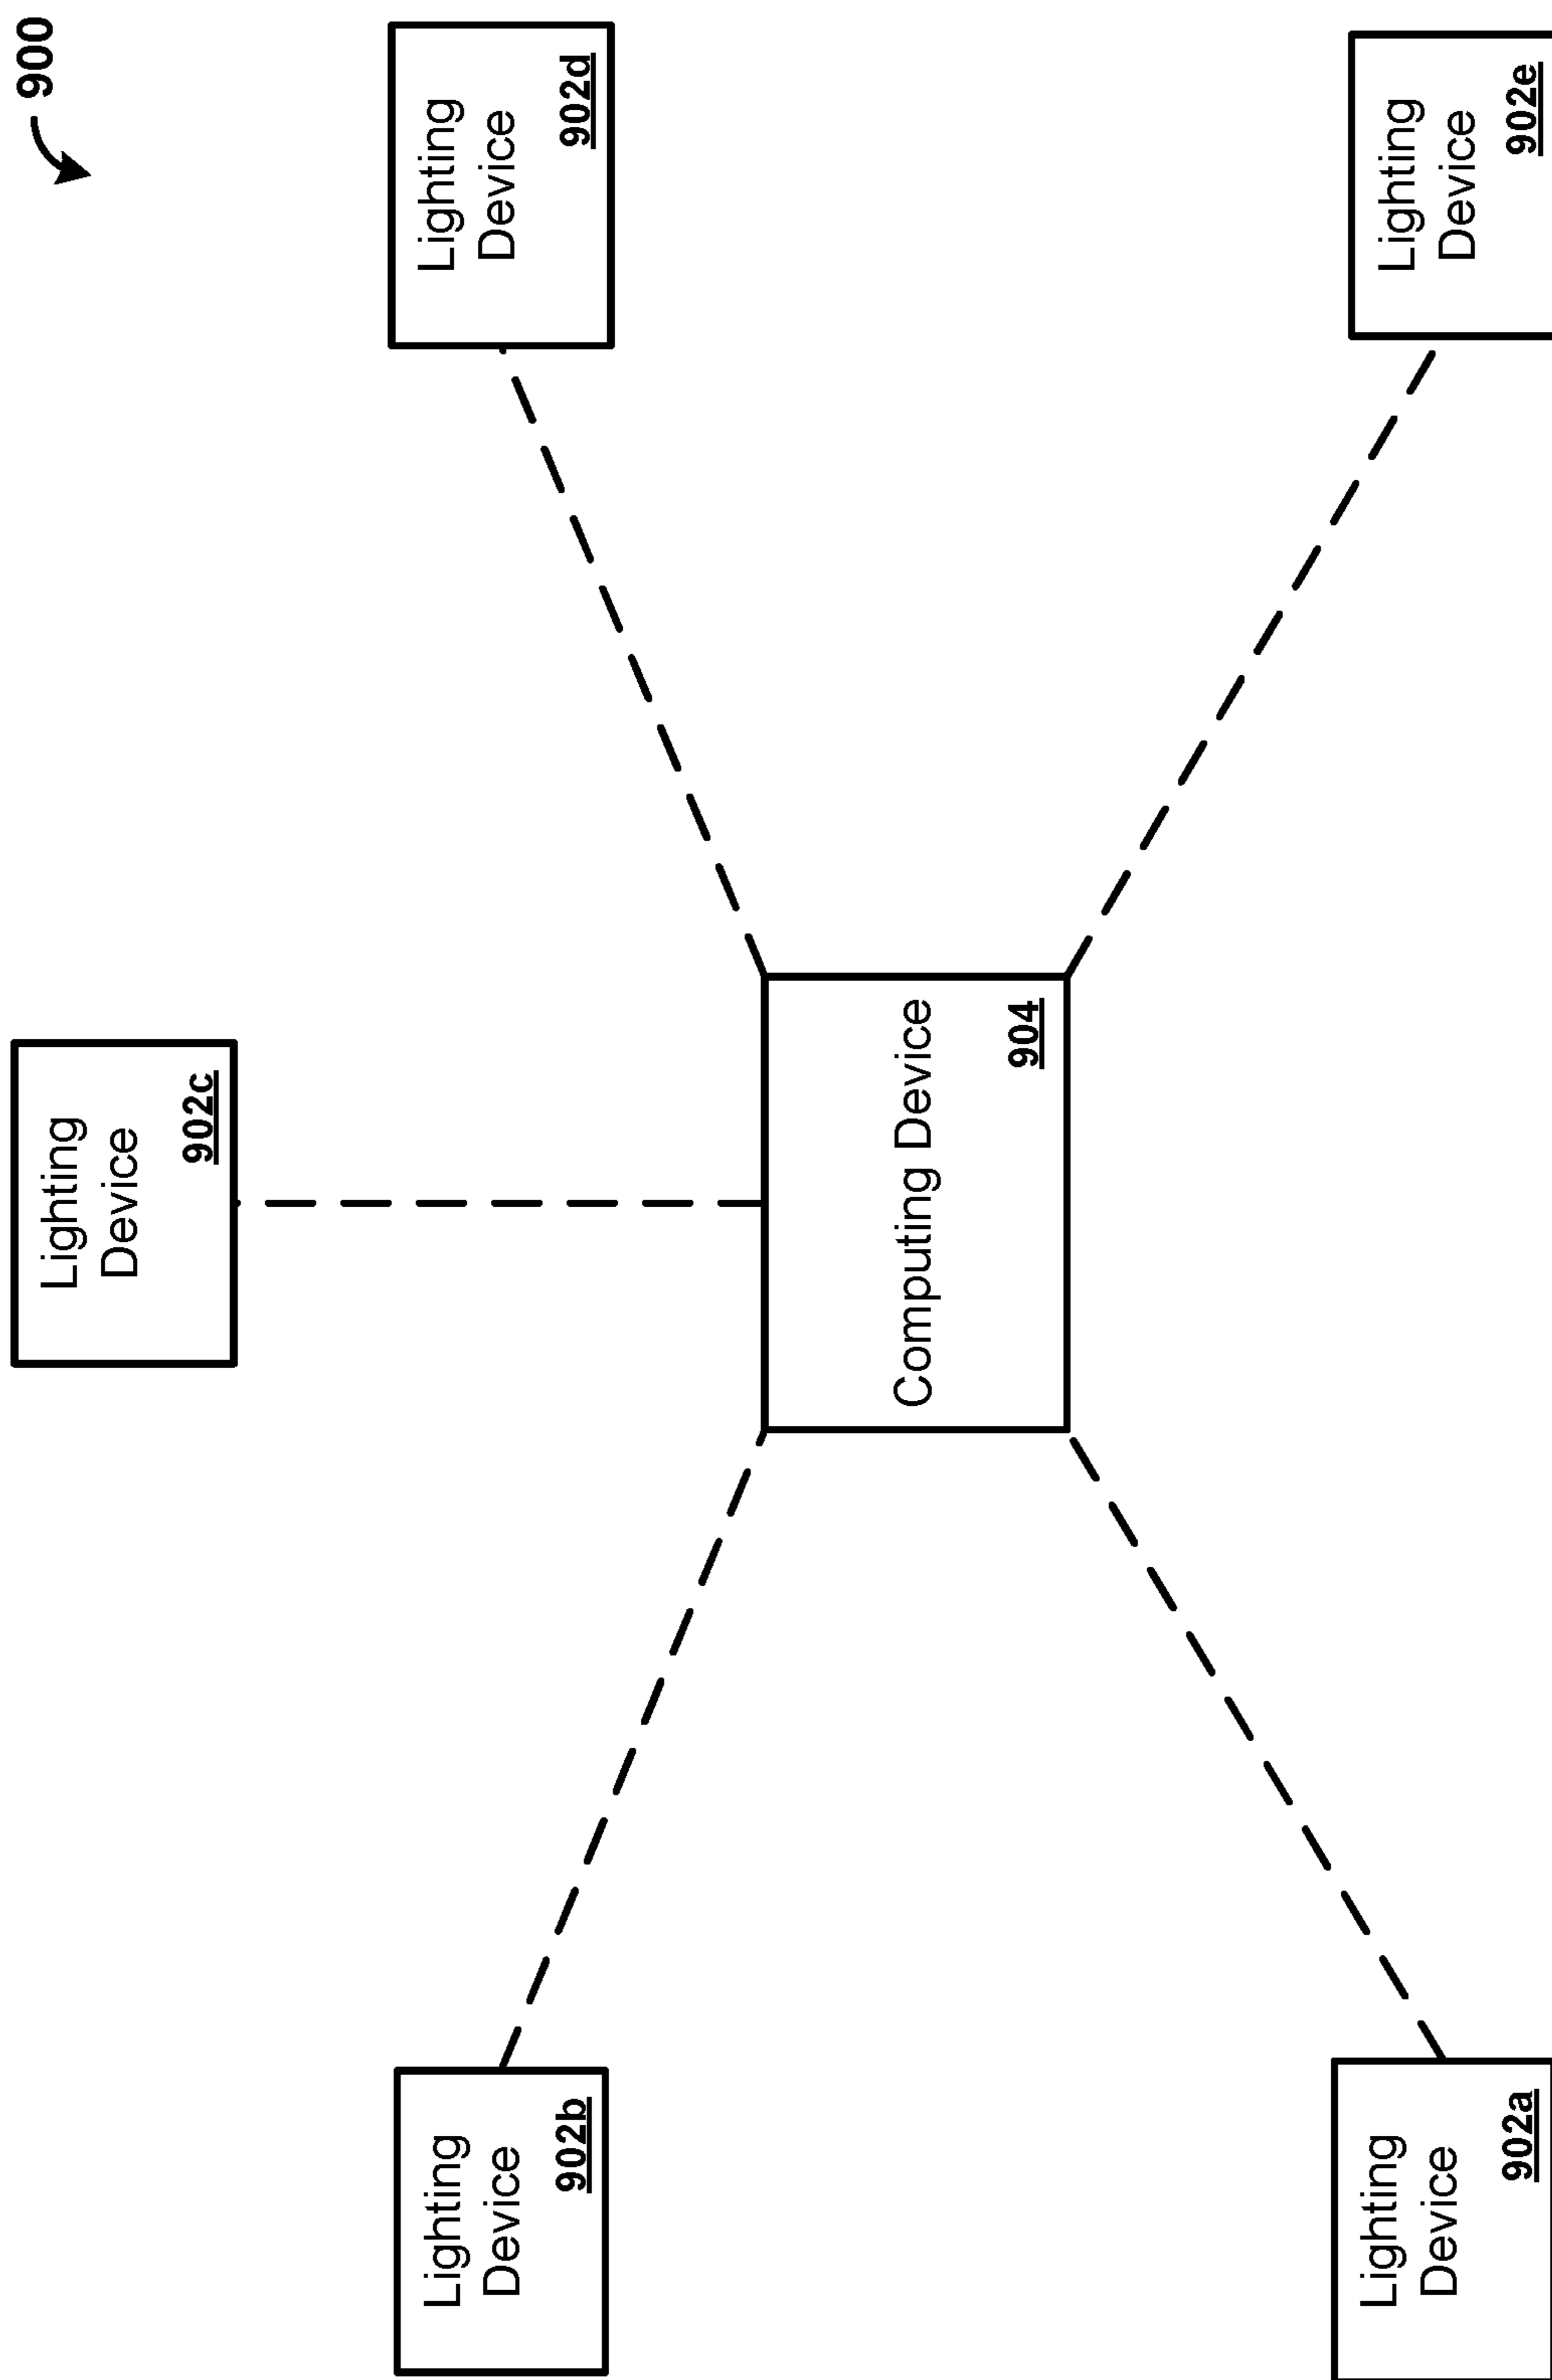 900
Lighting
Device
902c
Lighting
Device
902b
Lighting
Device
902d
Computing Device
904
Lighting
Device
902a
Lighting
Device
902e